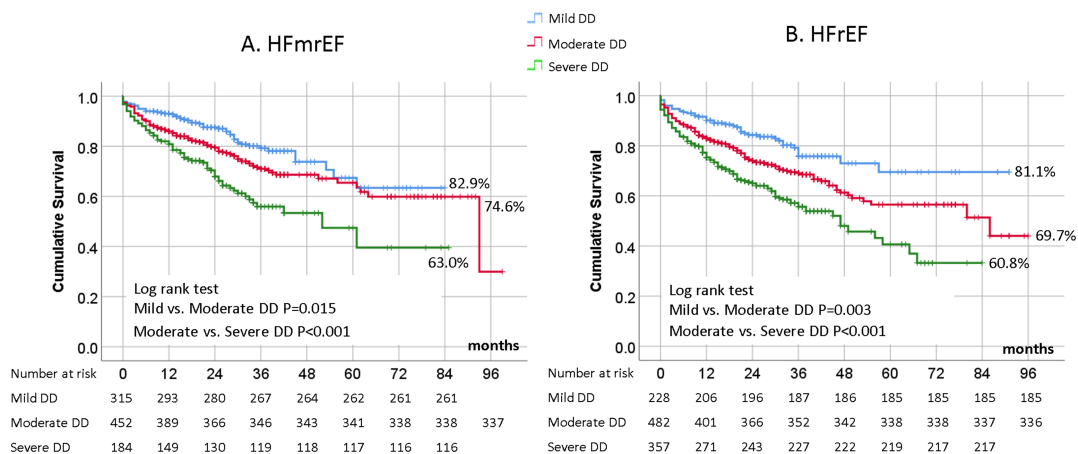 Mild DD
Moderate DD
Severe DD
A. HFmrEF
Cumulative Survival
1.0
0.8
0.6
0.4
0.2
0.0
82.9%
74.6%
63.0%
Log rank test
Mild vs. Moderate DD P=0.015
Moderate vs. Severe DD P<0.001
months
Number at risk 0 12 24 36 48 60 72 84 96
Mild DD 315 293 280 267 264 262 261 261
Moderate DD 452 389 366 346 343 341 338 338 337
Severe DD 184 149 130 119 118 117 116 116
B. HFrEF
Cumulative Survival
1.0
0.8
0.6
0.4
0.2
0.0
81.1%
69.7%
60.8%
Log rank test
Mild vs. Moderate DD P=0.003
Moderate vs. Severe DD P<0.001
months
Number at risk 0 12 24 36 48 60 72 84 96
Mild DD 228 206 196 187 186 185 185 185 185
Moderate DD 482 401 366 352 342 338 338 337 336
Severe DD 357 271 243 227 222 219 217 217